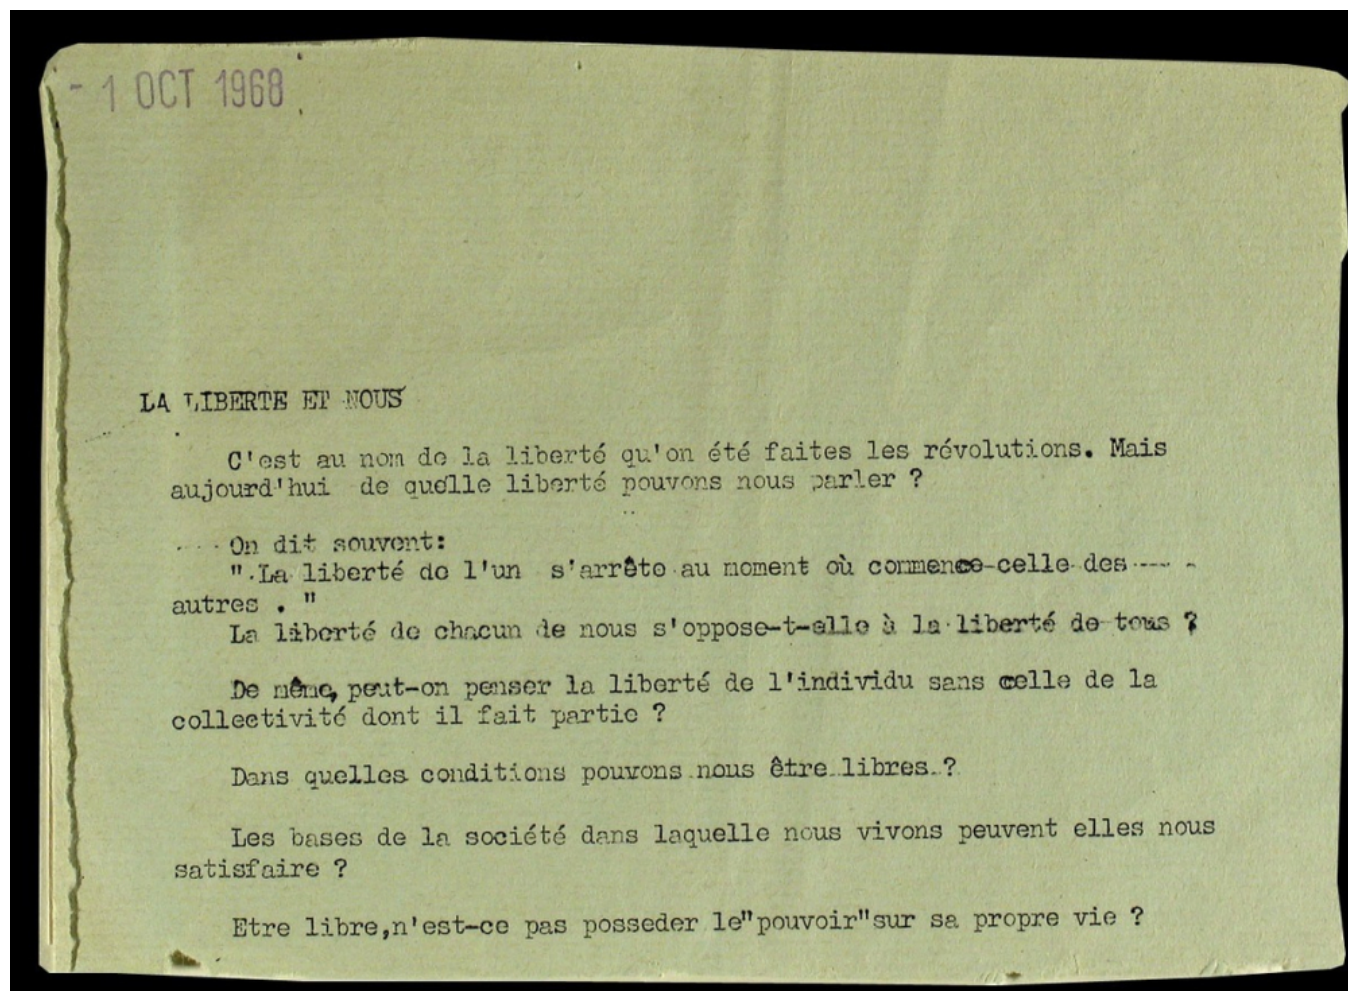 - 1 OCT 1968
LA LIBERTE ET NOUS
C'est au nom de la liberté qu'on été faites les révolutions. Mais
aujourd'hui de quelle liberté pouvons nous parler ?
On dit souvent:
" La liberté de l'un s'arrête au moment où commence celle des
autres . "
La liberté de chacun de nous s'oppose-t-elle à la liberté de tous ?
De même, peut-on penser la liberté de l'individu sans celle de la
collectivité dont il fait partie ?
Dans quelles conditions pouvons nous être libres ?
Les bases de la société dans laquelle nous vivons peuvent elles nous
satisfaire ?
Etre libre,n'est-ce pas posseder le"pouvoir"sur sa propre vie ?